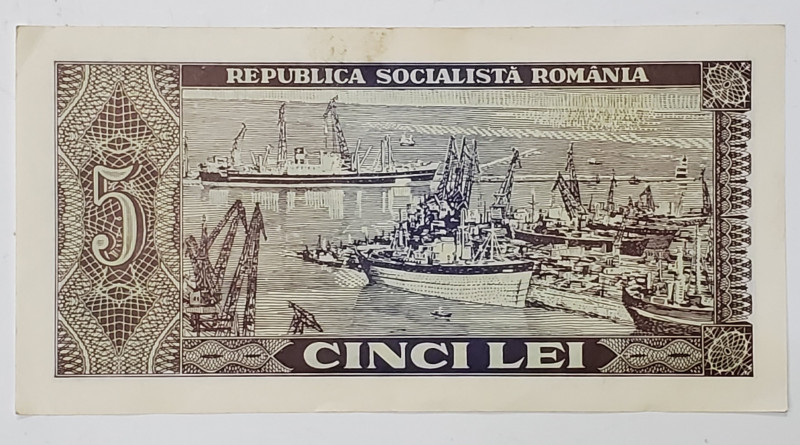 REPUBLICA SOCIALISTĂ ROMÂNIA
5
CINCI LEI